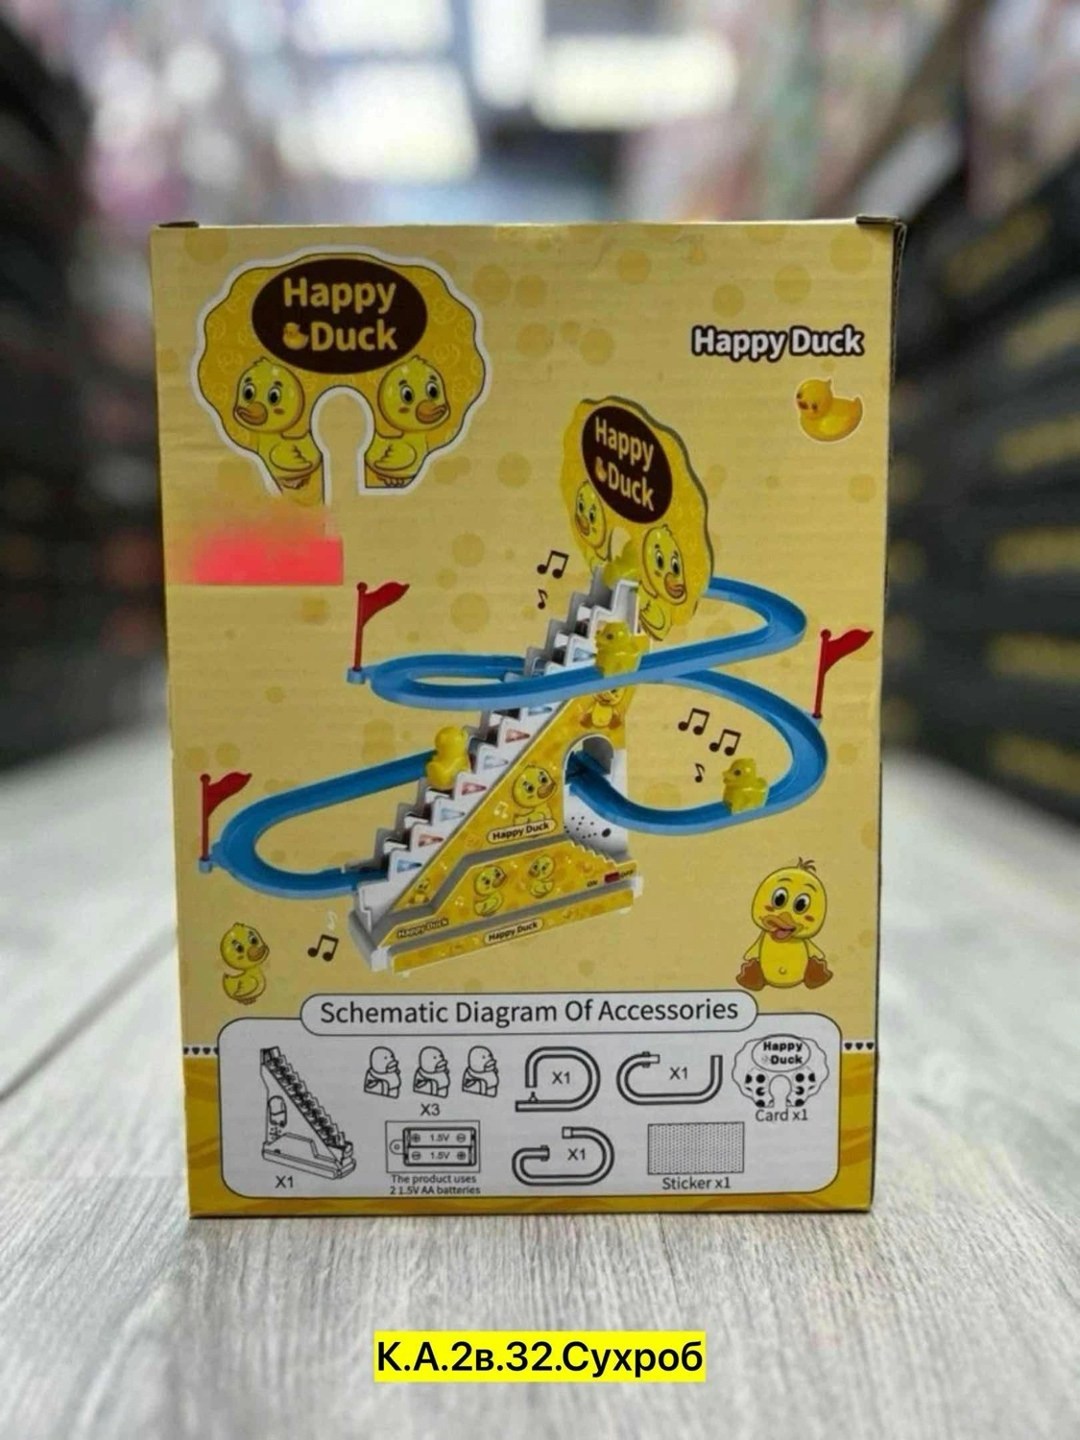 Happy
Duck
Happy Duck
Happy
Duck
Happy Duck
Happy Duck
Happy Duck
Schematic Diagram Of Accessories
X1
X3
1.5V
1.5V
The product uses
2 1.5V AA batteries
X1
X1
X1
Happy
Duck
Card x1
Sticker x1
К.А.2в.32.Сухроб